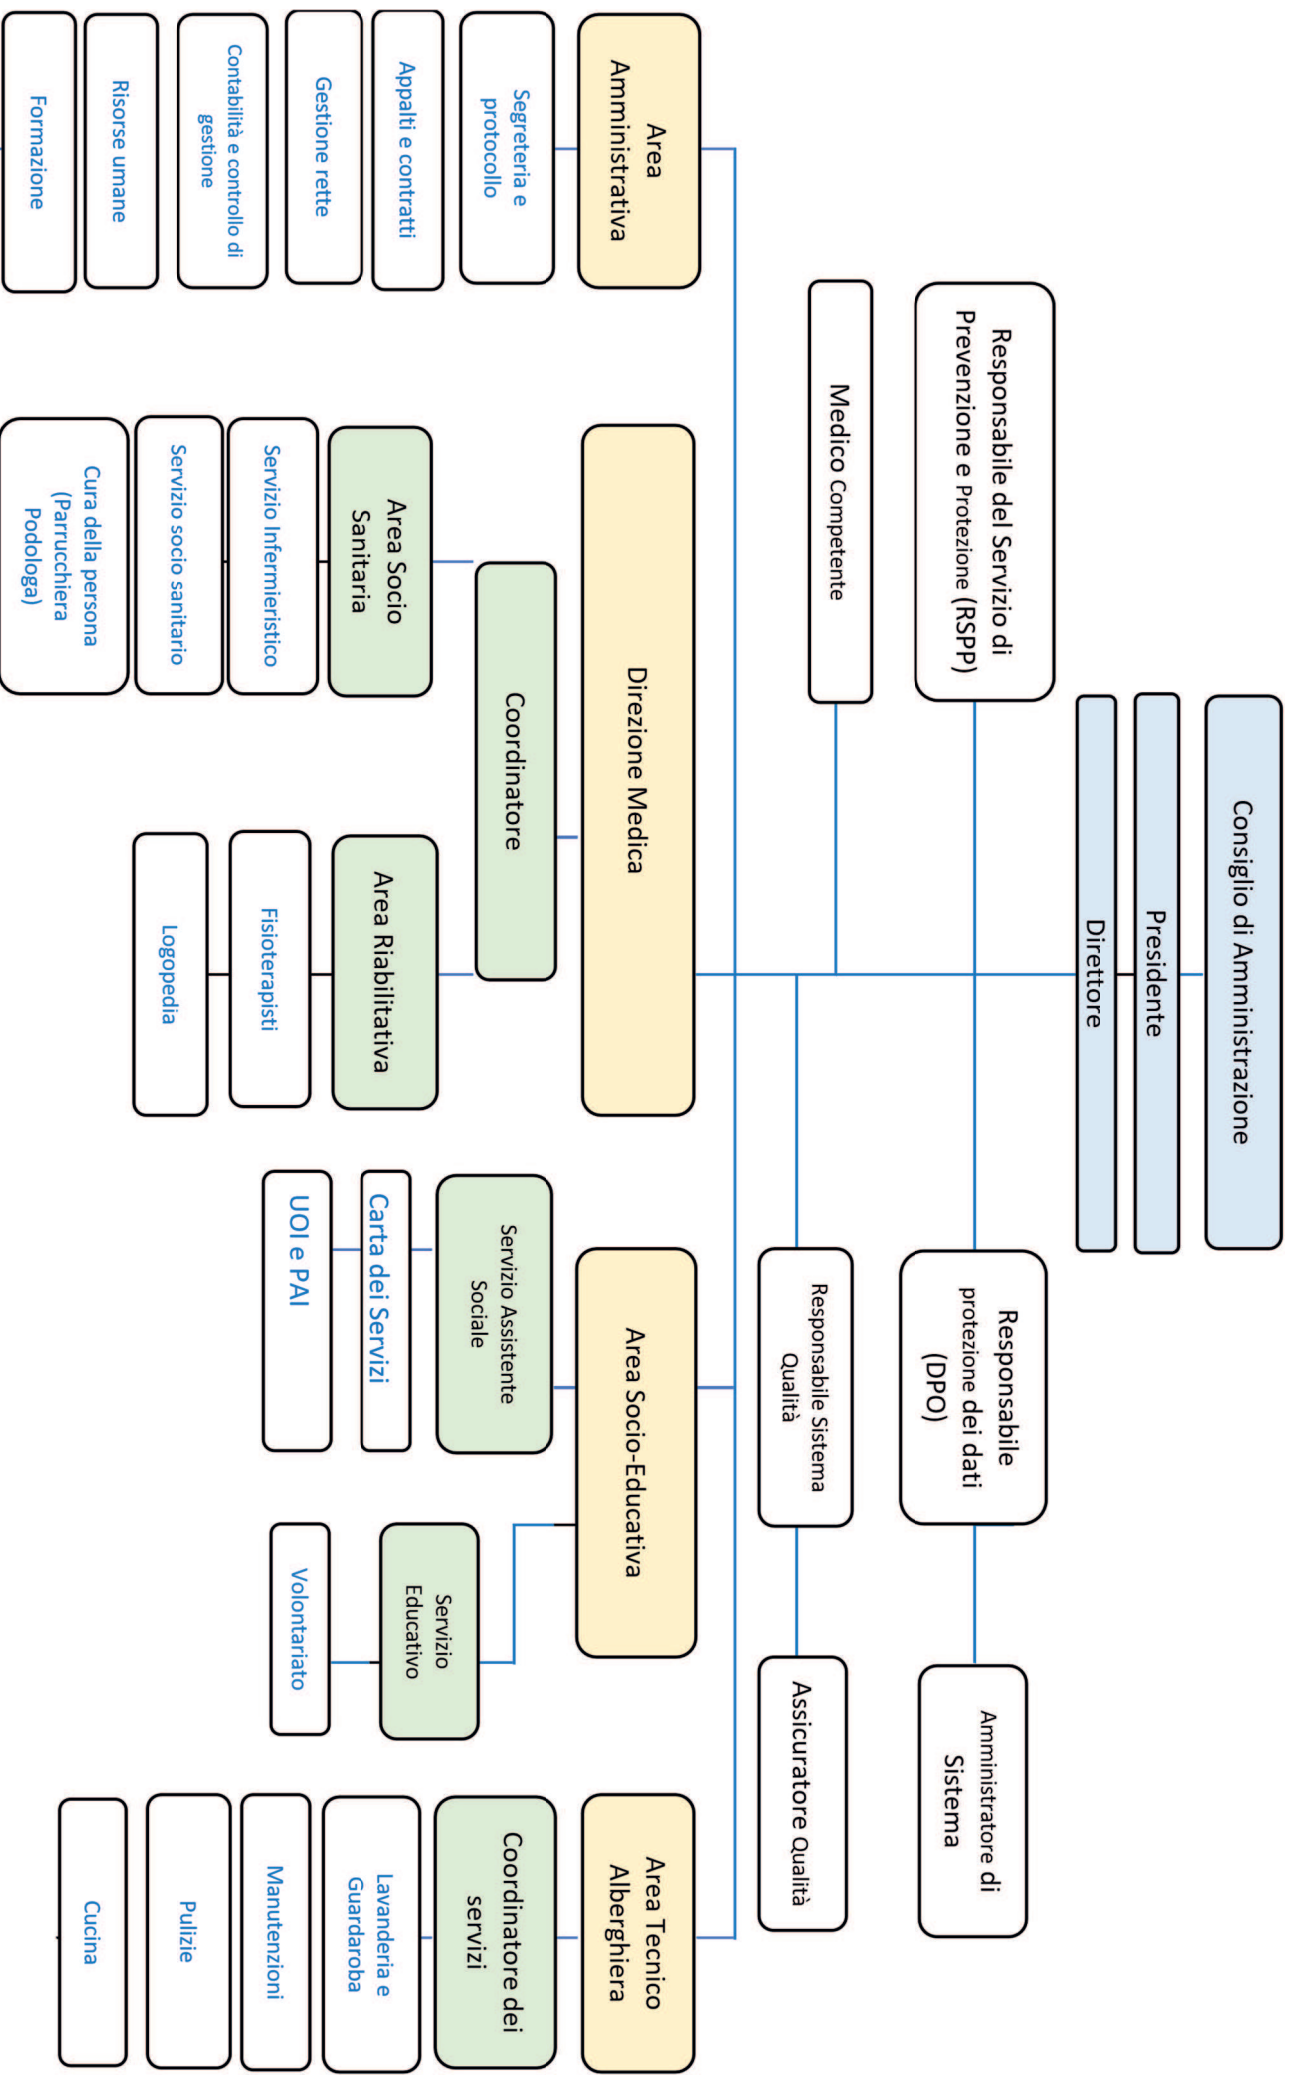 Consiglio di Amministrazione
Presidente
Direttore
Responsabile del Servizio di
Prevenzione e Protezione (RSPP)
Responsabile
protezione dei dati
(DPO)
Amministratore di
Sistema
Medico Competente
Responsabile Sistema
Qualità
Assicuratore Qualità
Area
Amministrativa
Segreteria e
protocollo
Appalti e contratti
Gestione rette
Contabilità e controllo di
gestione
Risorse umane
Formazione
Direzione Medica
Coordinatore
Area Socio
Sanitaria
Servizio Infermieristico
Servizio socio sanitario
Cura della persona
(Parrucchiera
Podologa)
Area Riabilitativa
Fisioterapisti
Logopedia
Area Socio-Educativa
Servizio Assistente
Sociale
Carta dei Servizi
UOI e PAI
Servizio
Educativo
Volontariato
Area Tecnico
Alberghiera
Coordinatore dei
servizi
Lavanderia e
Guardaroba
Manutenzioni
Pulizie
Cucina